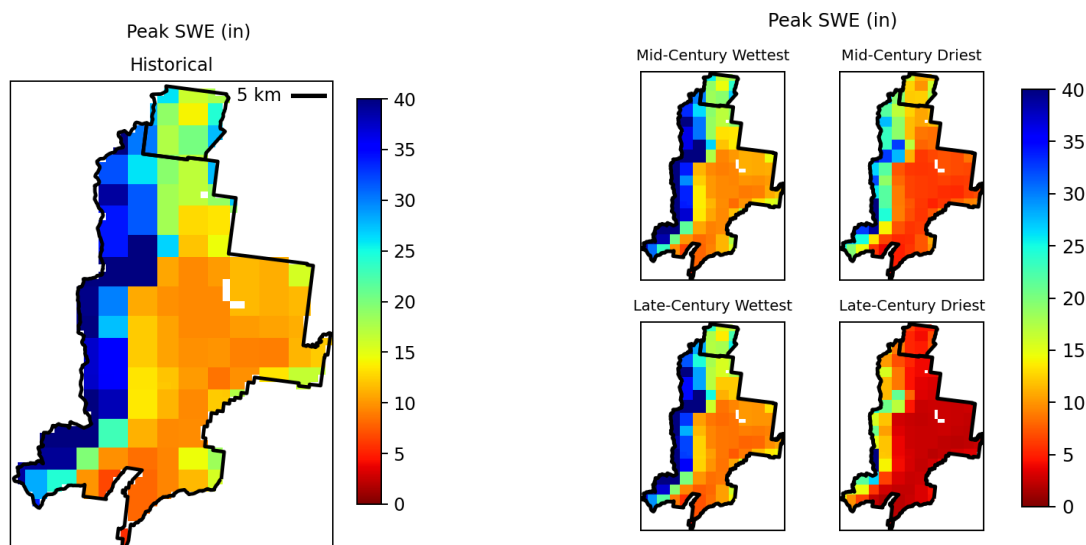 Peak SWE (in)
Historical
5 km
40
35
30
25
20
15
10
5
0
Peak SWE (in)
Mid-Century Wettest
Mid-Century Driest
Late-Century Wettest
Late-Century Driest
40
35
30
25
20
15
10
5
0